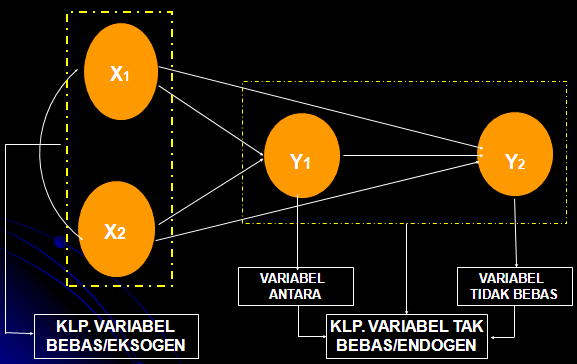 X1
Y1
Y2
X2
VARIABEL
ANTARA
VARIABEL
TIDAK BEBAS
KLP. VARIABEL
BEBAS/EKSOGEN
KLP. VARIABEL TAK
BEBAS/ENDOGEN